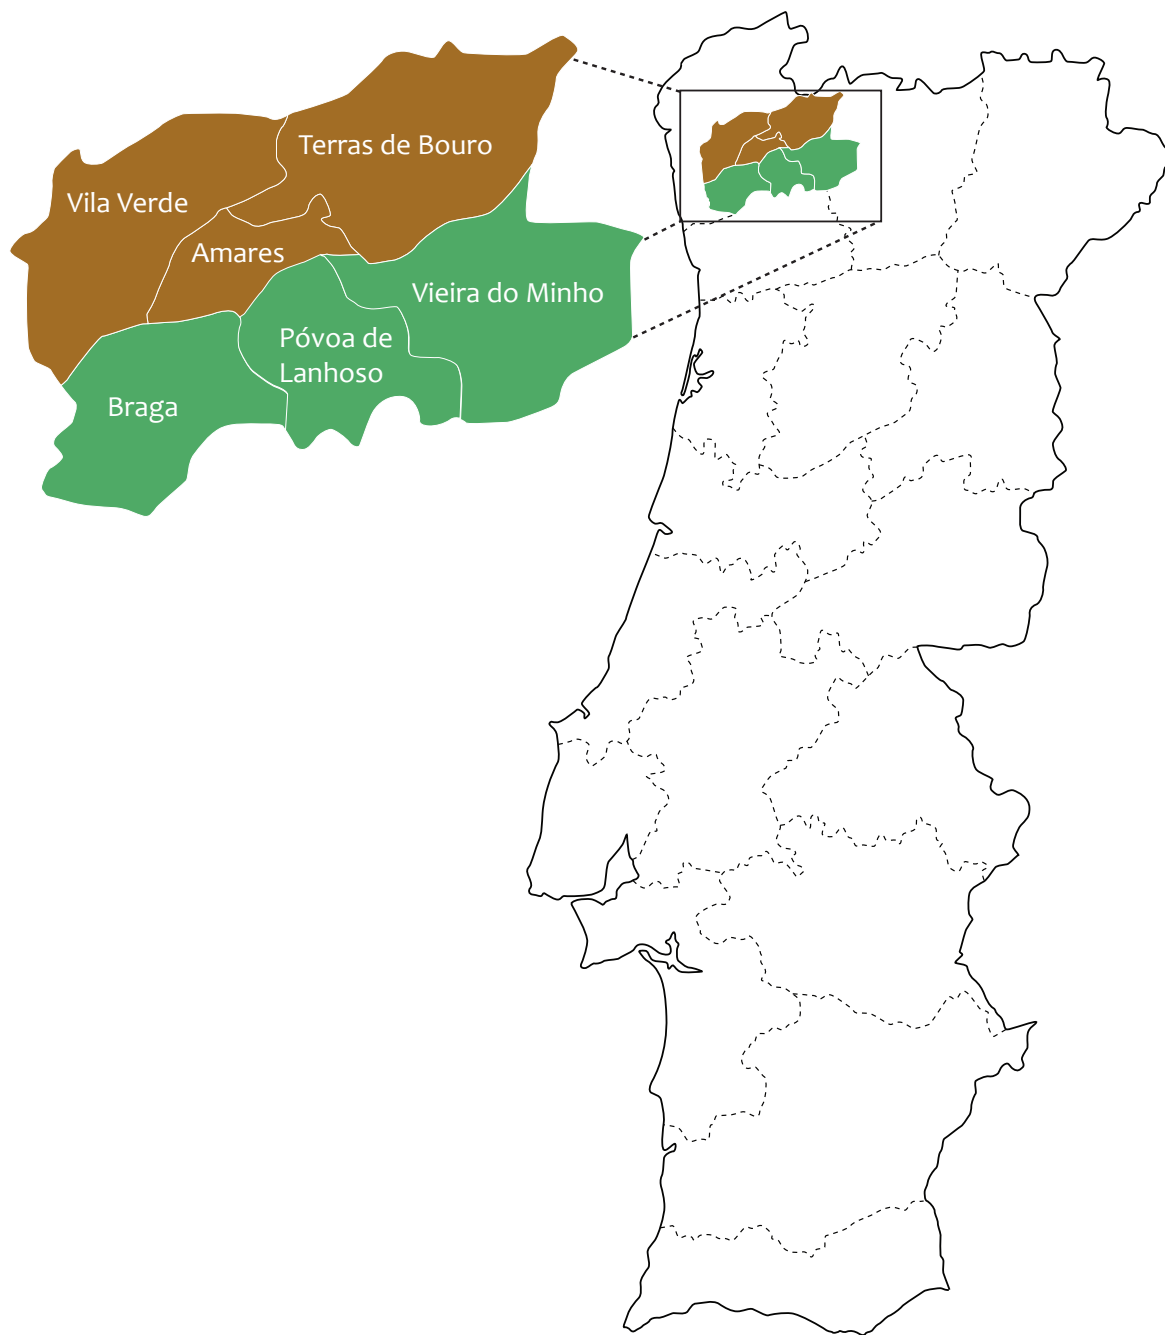 Terras de Bouro
Vila Verde
Amares
Vieira do Minho
Póvoa de
Lanhoso
Braga